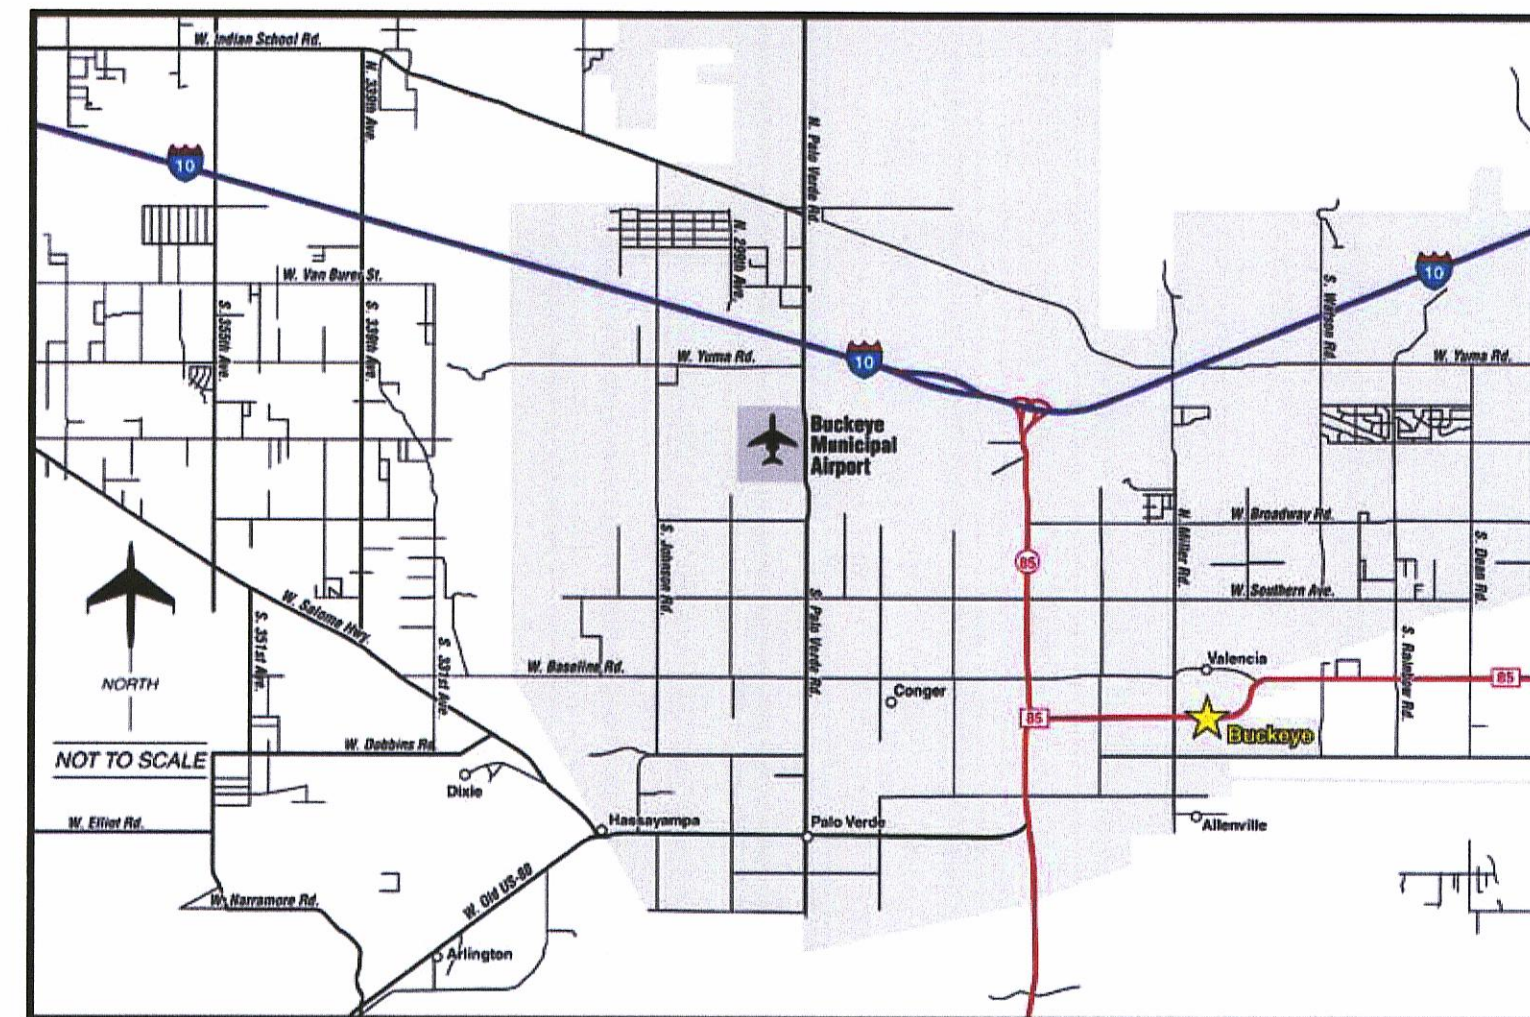 W. Indian School Rd.
N. 339th Ave.
N. Palo Verde Rd.
10
N. 299th Ave.
W. Van Buren St.
S. 355th Ave.
S. 339th Ave.
S. Watson Rd.
10
W. Yuma Rd.
10
W. Yuma Rd.
Buckeye
Municipal
Airport
W. Broadway Rd.
N. Miller Rd.
S. Johnson Rd.
S. Dean Rd.
85
W. Southern Ave.
W. Salome Hwy.
S. 351st Ave.
S. 331st Ave.
S. Palo Verde Rd.
S. Rainbow Rd.
W. Baseline Rd.
Valencia
NORTH
Conger
85
85
Buckeye
W. Dobbins Rd.
NOT TO SCALE
Dixie
W. Elliot Rd.
Hassayampa
Palo Verde
Allenville
W. Narramore Rd.
W. Old US-80
Arlington